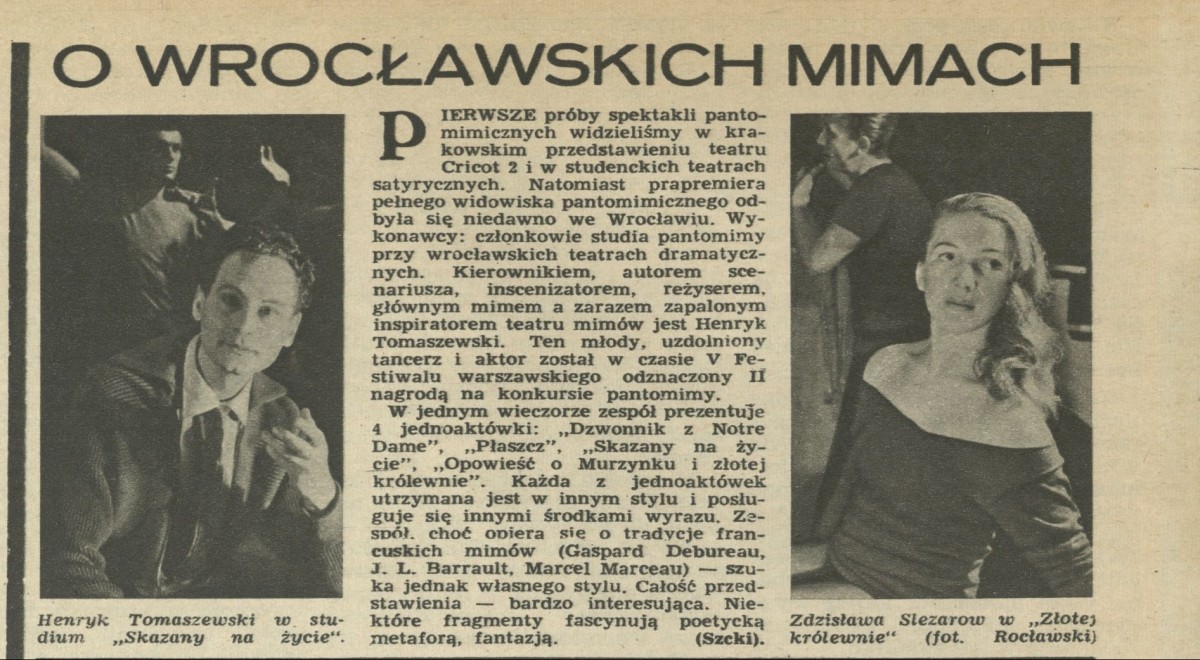 O WROCŁAWSKICH MIMACH
PIERWSZE próby spektakli panto-
mimicznych widzieliśmy w kra-
kowskim przedstawieniu teatru
Cricot 2 i w studenckich teatrach
satyrycznych. Natomiast prapremiera
pełnego widowiska pantomimicznego od-
była się niedawno we Wrocławiu. Wy-
konawcy: członkowie studia pantomimy
przy wrocławskich teatrach dramatycz-
nych. Kierownikiem, autorem sce-
nariusza, inscenizatorem, reżyserem,
głównym mimem a zarazem zapalonym
inspiratorem teatru mimów jest Henryk
Tomaszewski. Ten młody, uzdolniony
tancerz i aktor został w czasie V Fe-
stiwalu warszawskiego odznaczony II
nagrodą na konkursie pantomimy.
W jednym wieczorze zespół prezentuje
4 jednoaktówki: „Dzwonnik z Notre
Dame”, „Płaszcz”, „Skazany na ży-
cie”, „Opowieść o Murzynku i złotej
królewnie”. Każda z jednoaktówek
utrzymana jest w innym stylu i posłu-
guje się innymi środkami wyrazu. Ze-
spół, choć opiera się o tradycje fran-
cuskich mimów (Gaspard Debureau,
J. L. Barrault, Marcel Marceau) — szu-
ka jednak własnego stylu. Całość przed-
stawienia — bardzo interesująca. Nie-
które fragmenty fascynują poetycką
metaforą, fantazją. (Szcki).
Henryk Tomaszewski w stu-
dium „Skazany na życie”.
Zdzisława Slezarow w „Złotej
królewnie” (fot. Rocławski)